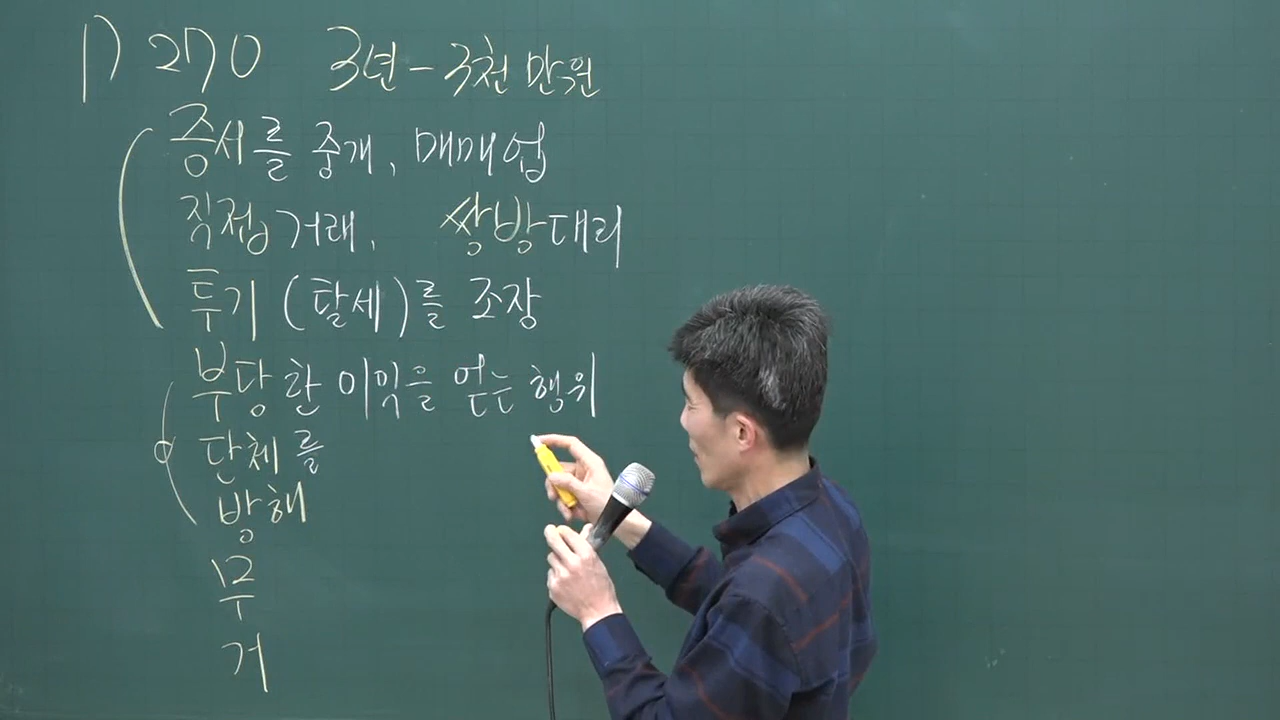 P) 270 3년-3천만원
증서를 중개, 매매업
직접거래, 쌍방대리
투기 (탈세)를 조장
부당한 이익을 얻는 행위
단체를
방해
무
거